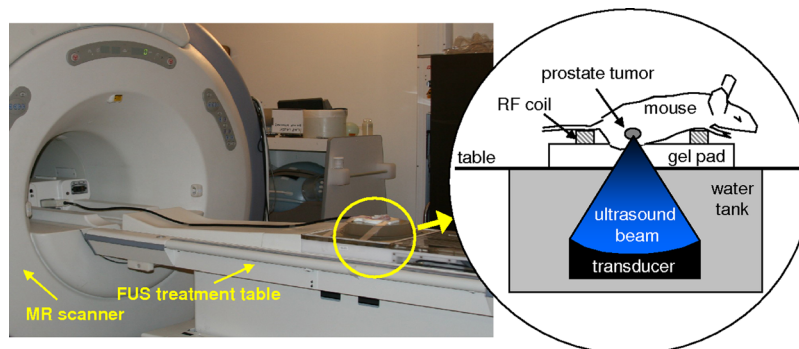 prostate tumor
RF coil
mouse
table
gel pad
water
tank
ultrasound
beam
transducer
FUS treatment table
MR scanner